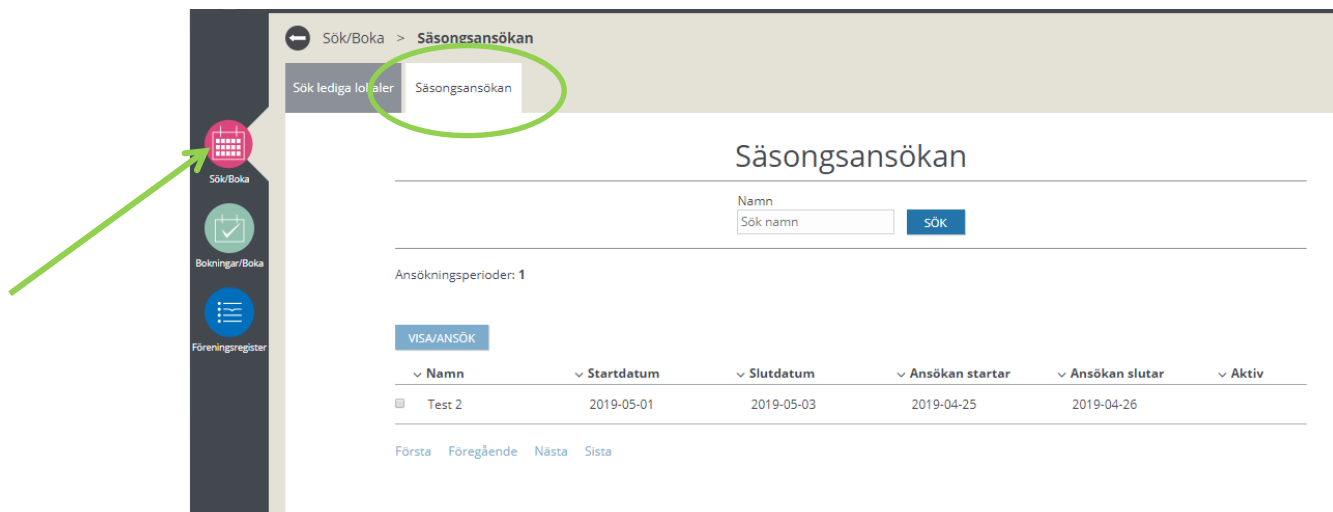 Sök/Boka > Säsongsansökan
Sök lediga lokaler Säsongsansökan
Sök/Boka
Bokningar/Boka
Föreningsregister
Säsongsansökan
Namn
Sök namn SÖK
Ansökningsperioder: 1
VISA/ANSÖK
Namn Startdatum Slutdatum Ansökan startar Ansökan slutar Aktiv
Test 2 2019-05-01 2019-05-03 2019-04-25 2019-04-26
Första Föregående Nästa Sista